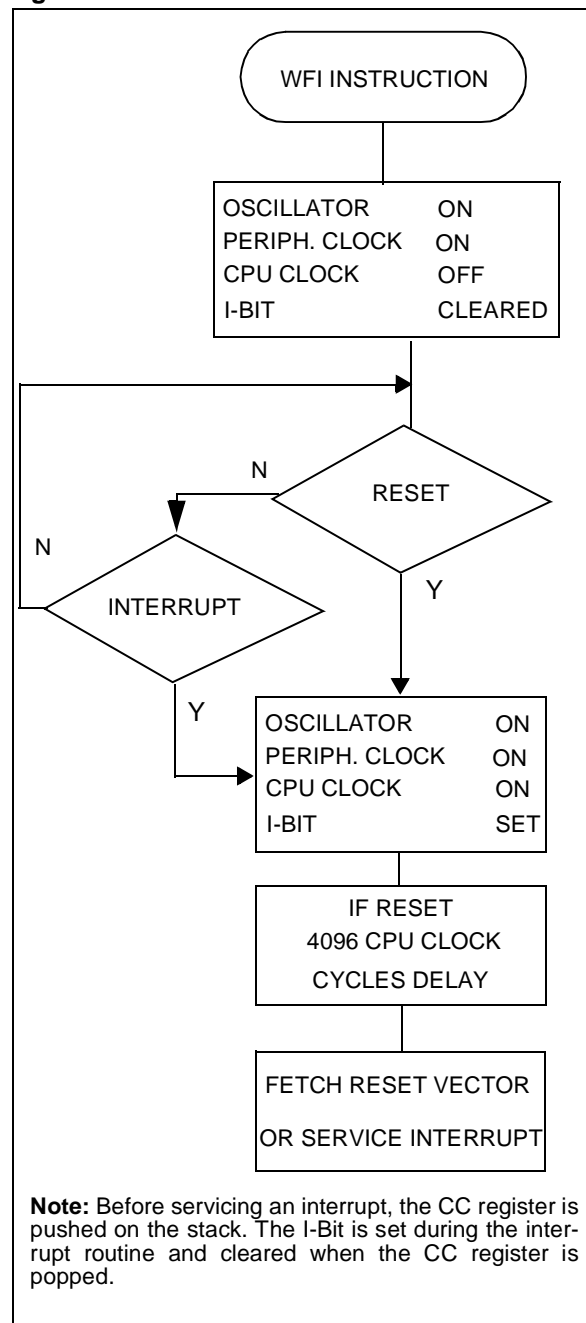 WFI INSTRUCTION
OSCILLATOR ON
PERIPH. CLOCK ON
CPU CLOCK OFF
I-BIT CLEARED
N
RESET
N
INTERRUPT
Y
Y
OSCILLATOR ON
PERIPH. CLOCK ON
CPU CLOCK ON
I-BIT SET
IF RESET
4096 CPU CLOCK
CYCLES DELAY
FETCH RESET VECTOR
OR SERVICE INTERRUPT
Note: Before servicing an interrupt, the CC register is
pushed on the stack. The I-Bit is set during the inter-
rupt routine and cleared when the CC register is
popped.